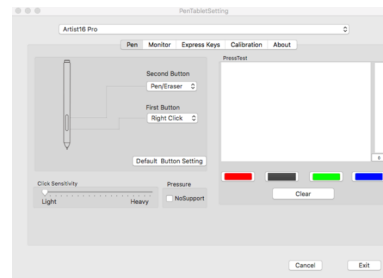 PenTabletSetting
Artist16 Pro
Pen Monitor Express Keys Calibration About
PressTest
Second Button
Pen/Eraser
First Button
Right Click
Default Button Setting
Click Sensitivity
Light Heavy
Pressure
NoSupport
Clear
Cancel Exit